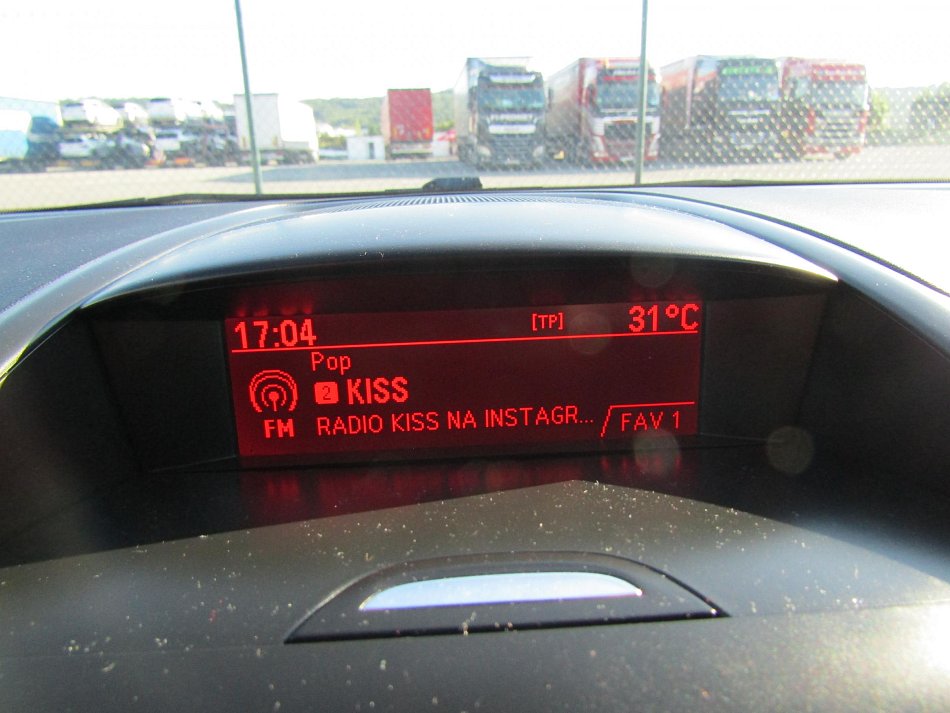 17:04 [TP] 31°C
Pop
2 KISS
FM RADIO KISS NA INSTAGR... FAV 1